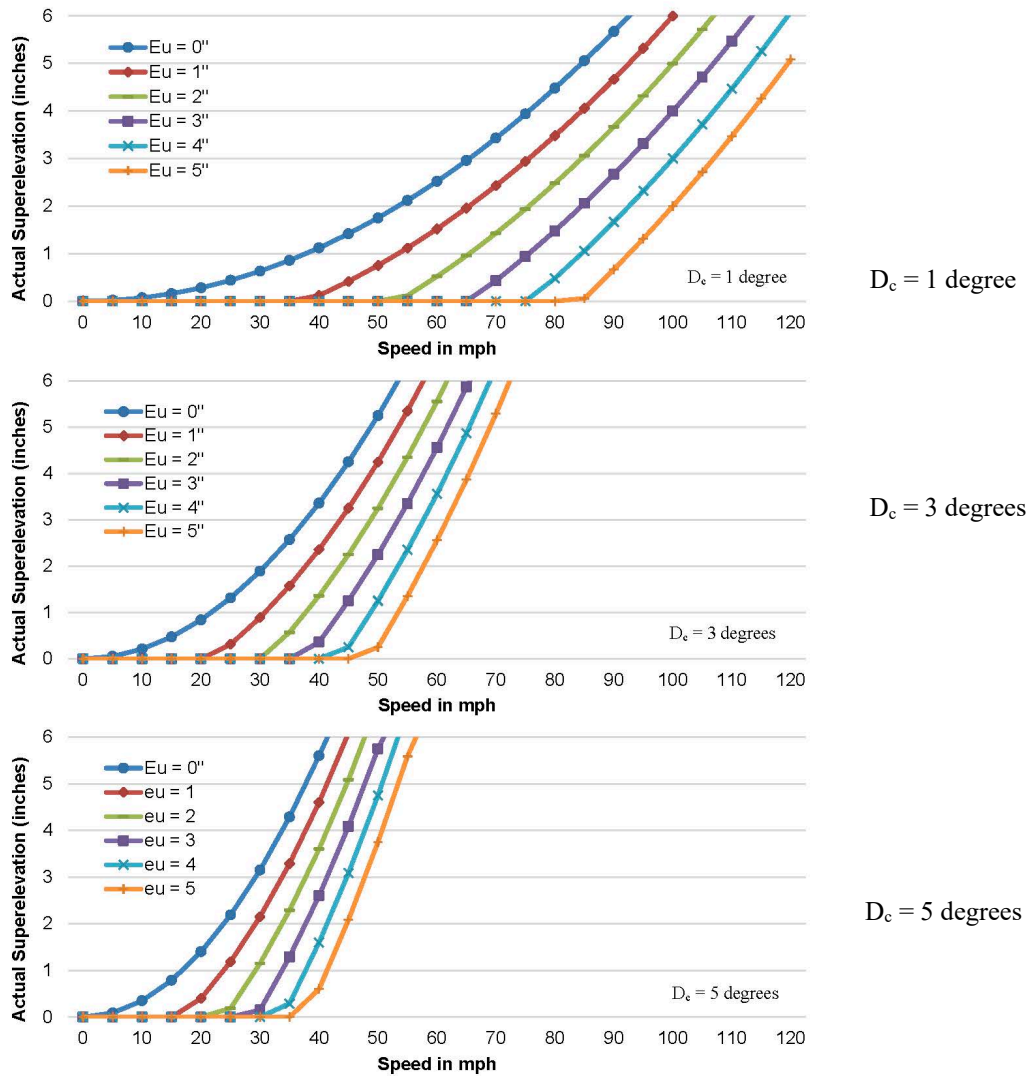 6
5
4
3
2
1
0
Actual Superelevation (inches)
Eu = 0"
Eu = 1"
Eu = 2"
Eu = 3"
Eu = 4"
Eu = 5"
Dc = 1 degree
Dc = 1 degree
0 10 20 30 40 50 60 70 80 90 100 110 120
Speed in mph
6
5
4
3
2
1
0
Actual Superelevation (inches)
Eu = 0"
Eu = 1"
Eu = 2"
Eu = 3"
Eu = 4"
Eu = 5"
Dc = 3 degrees
Dc = 3 degrees
0 10 20 30 40 50 60 70 80 90 100 110 120
Speed in mph
6
5
4
3
2
1
0
Actual Superelevation (inches)
Eu = 0"
eu = 1
eu = 2
eu = 3
eu = 4
eu = 5
Dc = 5 degrees
Dc = 5 degrees
0 10 20 30 40 50 60 70 80 90 100 110 120
Speed in mph